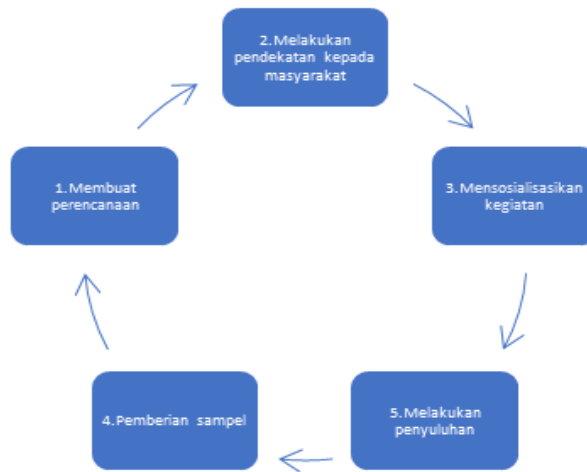 2.Melakukan
pendekatan kepada
masyarakat
1.Membuat
perencanaan
3.Mensosialisasikan
kegiatan
4.Pemberian sampel
5.Melakukan
penyuluhan